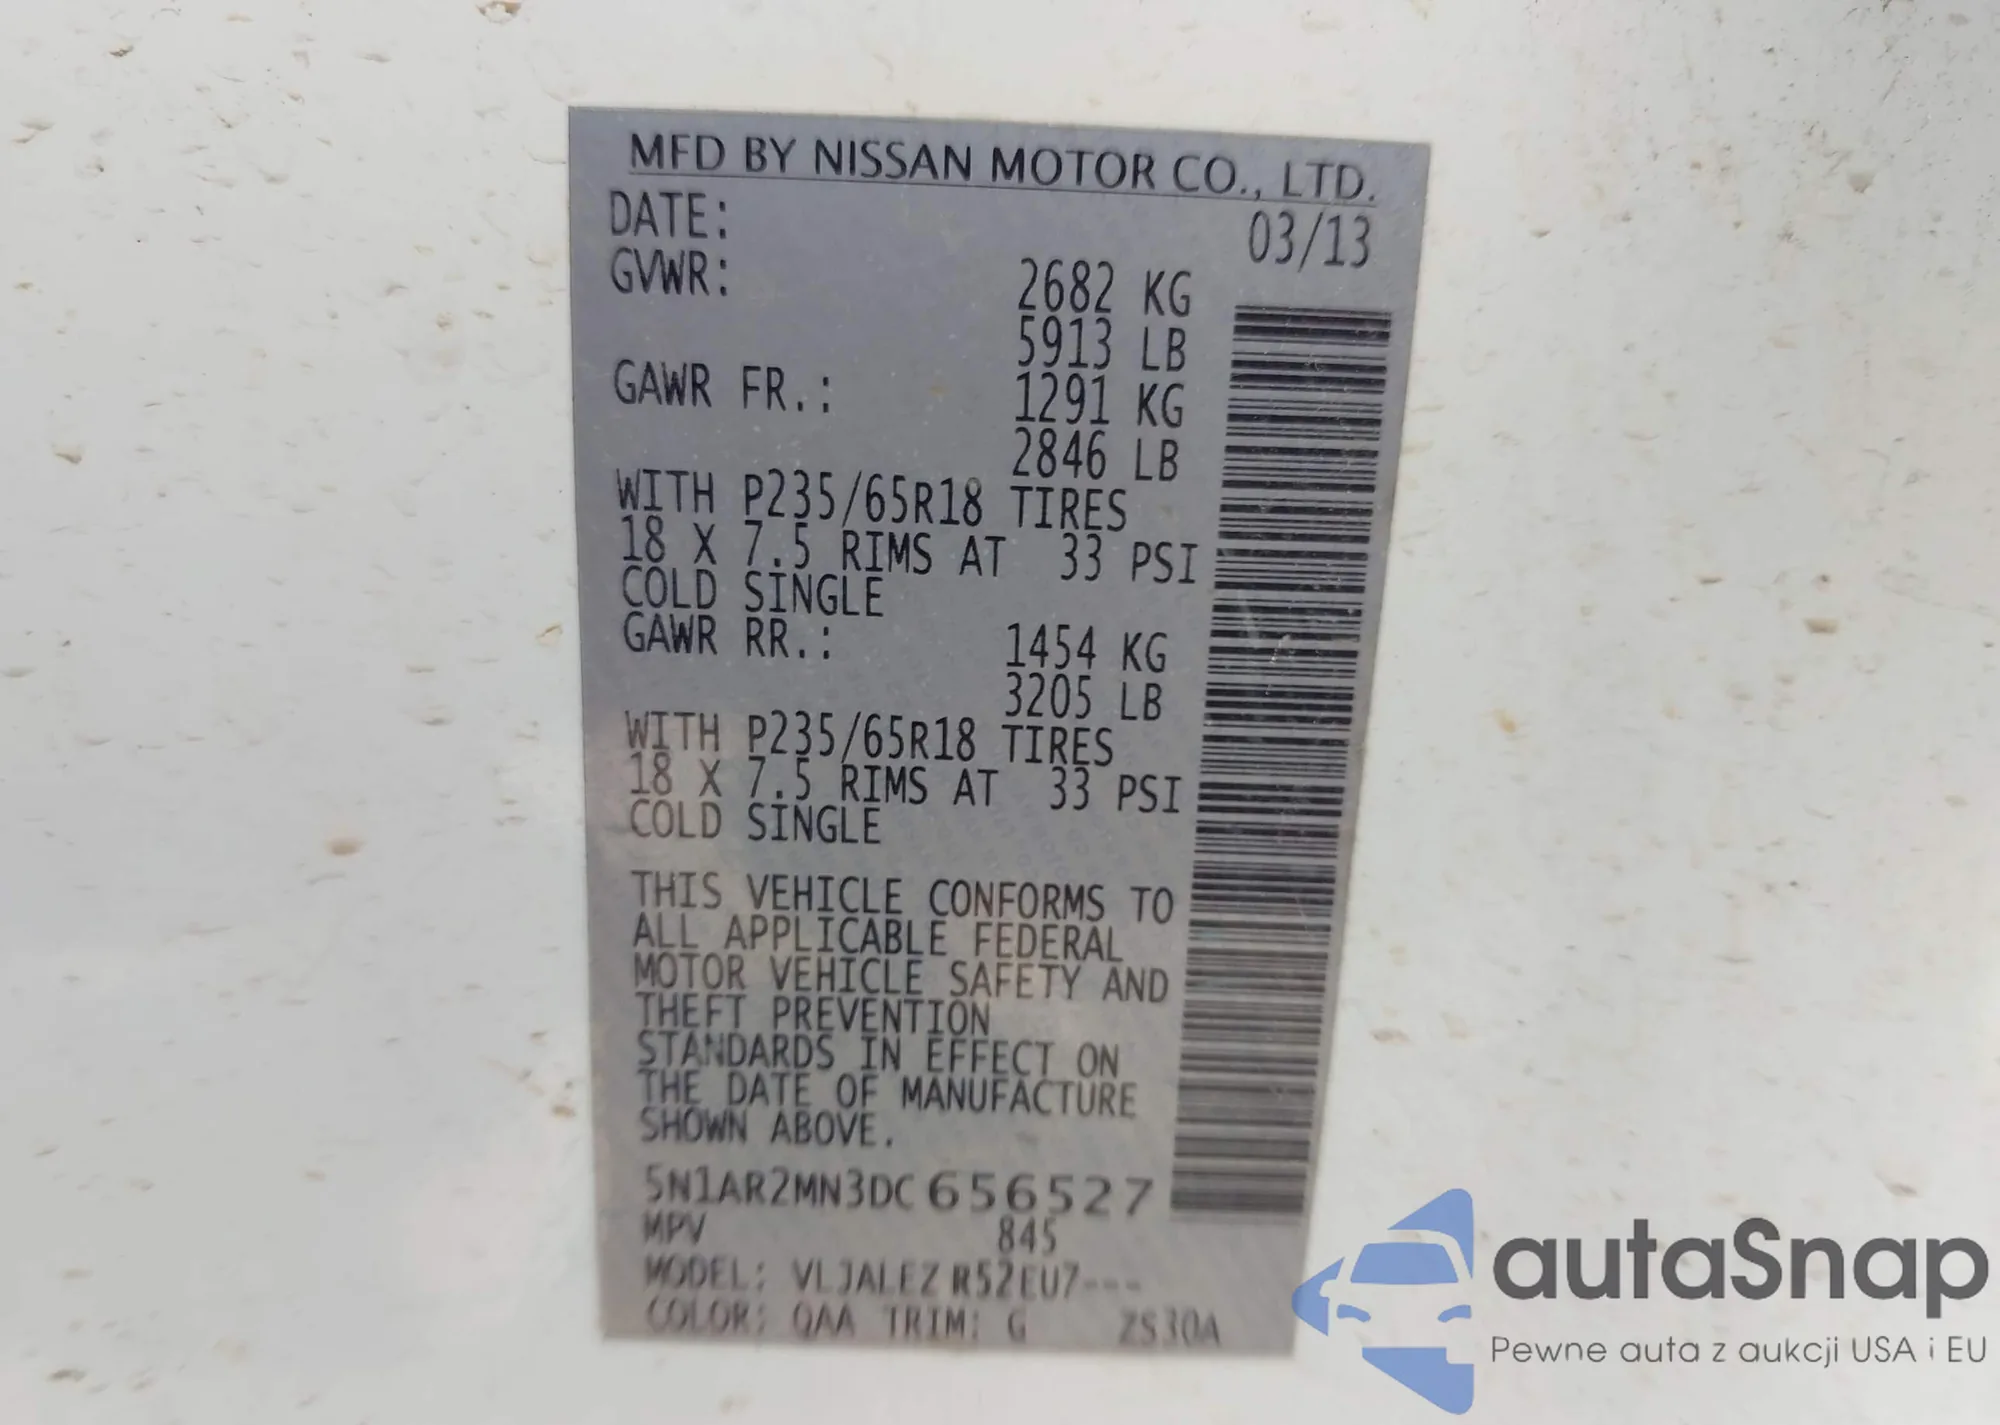 MFD BY NISSAN MOTOR CO., LTD.
DATE: 03/13
GVWR: 2682 KG
5913 LB
GAWR FR.: 1291 KG
2846 LB
WITH P235/65R18 TIRES
18 X 7.5 RIMS AT 33 PSI
COLD SINGLE
GAWR RR.: 1454 KG
3205 LB
WITH P235/65R18 TIRES
18 X 7.5 RIMS AT 33 PSI
COLD SINGLE
THIS VEHICLE CONFORMS TO
ALL APPLICABLE FEDERAL
MOTOR VEHICLE SAFETY AND
THEFT PREVENTION
STANDARDS IN EFFECT ON
THE DATE OF MANUFACTURE
SHOWN ABOVE.
5N1AR2MN3DC656527
MPV 845
MODEL: VLJALEZ R52EU7---
COLOR: QAA TRIM: G ZS30A
autaSnap
Pewne auta z aukcji USA i EU